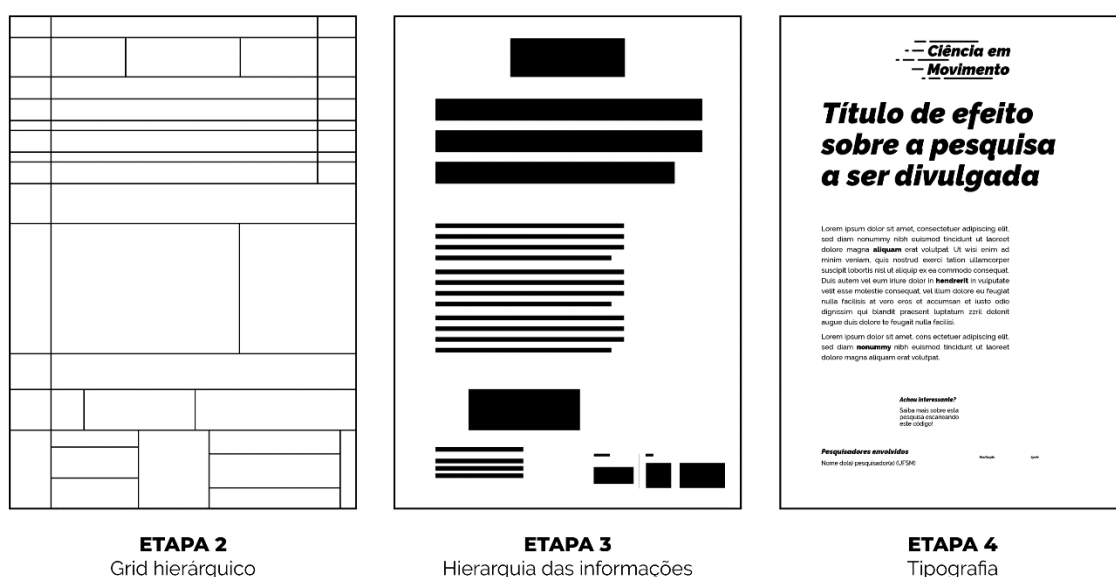 Ciência em
Movimento
Título de efeito
sobre a pesquisa
a ser divulgada
Lorem ipsum dolor sit amet, consectetuer adipiscing elit,
sed diam nonummy nibh euismod tincidunt ut laoreet
dolore magna aliquam erat volutpat. Ut wisi enim ad
minim veniam, quis nostrud exerci tation ullamcorper
suscipit lobortis nisl ut aliquip ex ea commodo consequat.
Duis autem vel eum iriure dolor in hendrerit in vulputate
velit esse molestie consequat, vel illum dolore eu feugiat
nulla facilisis at vero eros et accumsan et iusto odio
dignissim qui blandit praesent luptatum zzril delenit
augue duis dolore te feugait nulla facilisi.
Lorem ipsum dolor sit amet, cons ectetuer adipiscing elit,
sed diam nonummy nibh euismod tincidunt ut laoreet
dolore magna aliquam erat volutpat.
Achou interessante?
Saiba mais sobre esta
pesquisa escaneando
este código!
Pesquisadores envolvidos
Nome do(a) pesquisador(a) (UFSM)
Realização
Apoio
ETAPA 2
Grid hierárquico
ETAPA 3
Hierarquia das informações
ETAPA 4
Tipografia